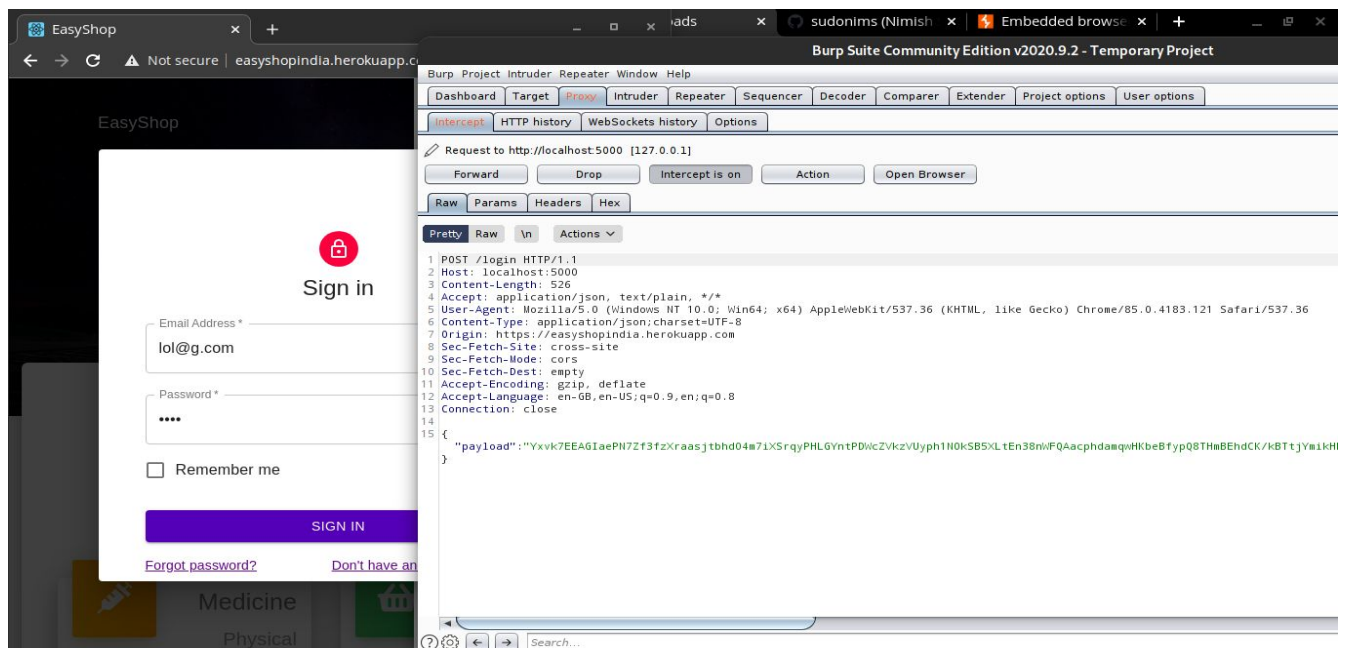 EasyShop
ads
sudonims (Nimish
Embedded browse
Not secure easyshopindia.herokuapp.c
Burp Suite Community Edition v2020.9.2 - Temporary Project
Burp Project Intruder Repeater Window Help
Dashboard Target Proxy Intruder Repeater Sequencer Decoder Comparer Extender Project options User options
Intercept HTTP history WebSockets history Options
Request to http://localhost:5000 [127.0.0.1]
Forward Drop Intercept is on Action Open Browser
Raw Params Headers Hex
Pretty Raw \n Actions
1 POST /login HTTP/1.1
2 Host: localhost:5000
3 Content-Length: 526
4 Accept: application/json, text/plain, */*
5 User-Agent: Mozilla/5.0 (Windows NT 10.0; Win64; x64) AppleWebKit/537.36 (KHTML, like Gecko) Chrome/85.0.4183.121 Safari/537.36
6 Content-Type: application/json;charset=UTF-8
7 Origin: https://easyshopindia.herokuapp.com
8 Sec-Fetch-Site: cross-site
9 Sec-Fetch-Mode: cors
10 Sec-Fetch-Dest: empty
11 Accept-Encoding: gzip, deflate
12 Accept-Language: en-GB,en-US;q=0.9,en;q=0.8
13 Connection: close
14
15 {
"payload":
}
Search...
EasyShop
Sign in
Email Address *
lol@g.com
Password *
••••
Remember me
SIGN IN
Forgot password? Don't have an
Medicine
Physical